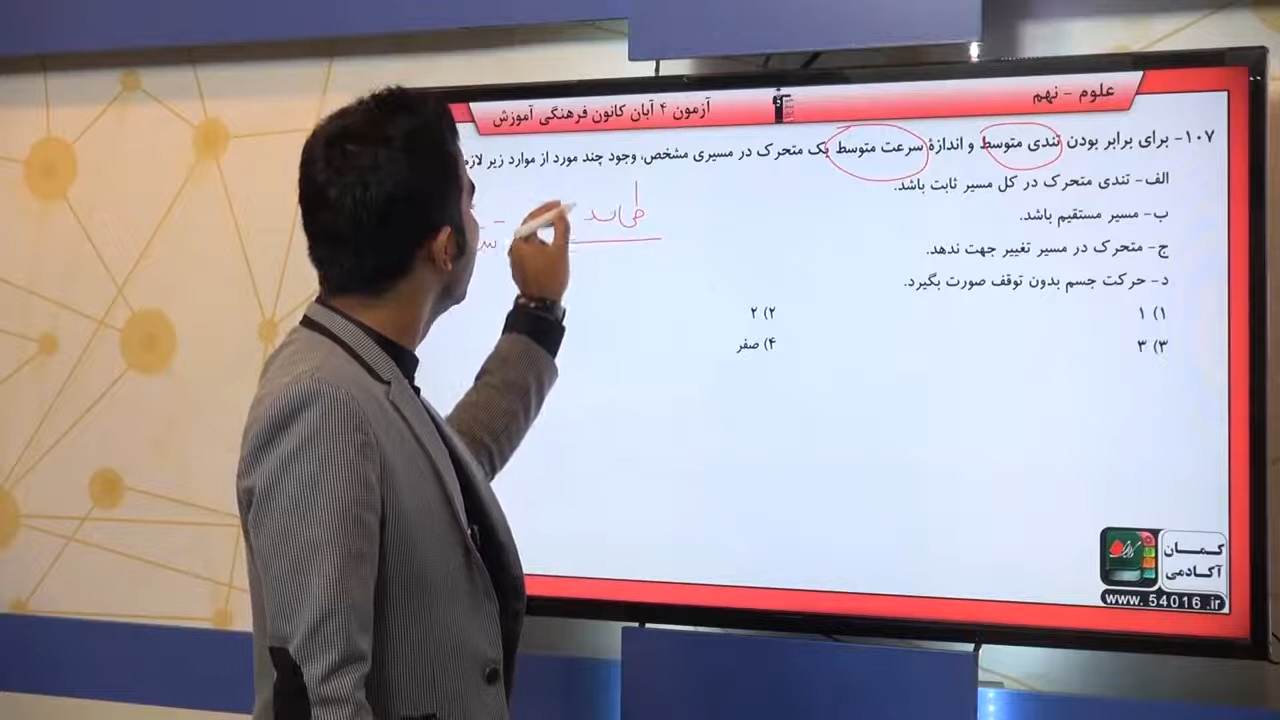 علوم - نهم
آزمون ۴ آبان کانون فرهنگی آموزش
۱۰۷- برای برابر بودن تندی متوسط و اندازهٔ سرعت متوسط یک متحرک در مسیری مشخص، وجود چند مورد از موارد زیر
الف- تندی متحرک در کل مسیر ثابت باشد.
ب- مسیر مستقیم باشد.
ج- متحرک در مسیر تغییر جهت ندهد.
د- حرکت جسم بدون توقف صورت بگیرد.
۱) ۱
۲) ۲
۳) ۳
۴) صفر
کمان
آکادمی
www.54016.ir